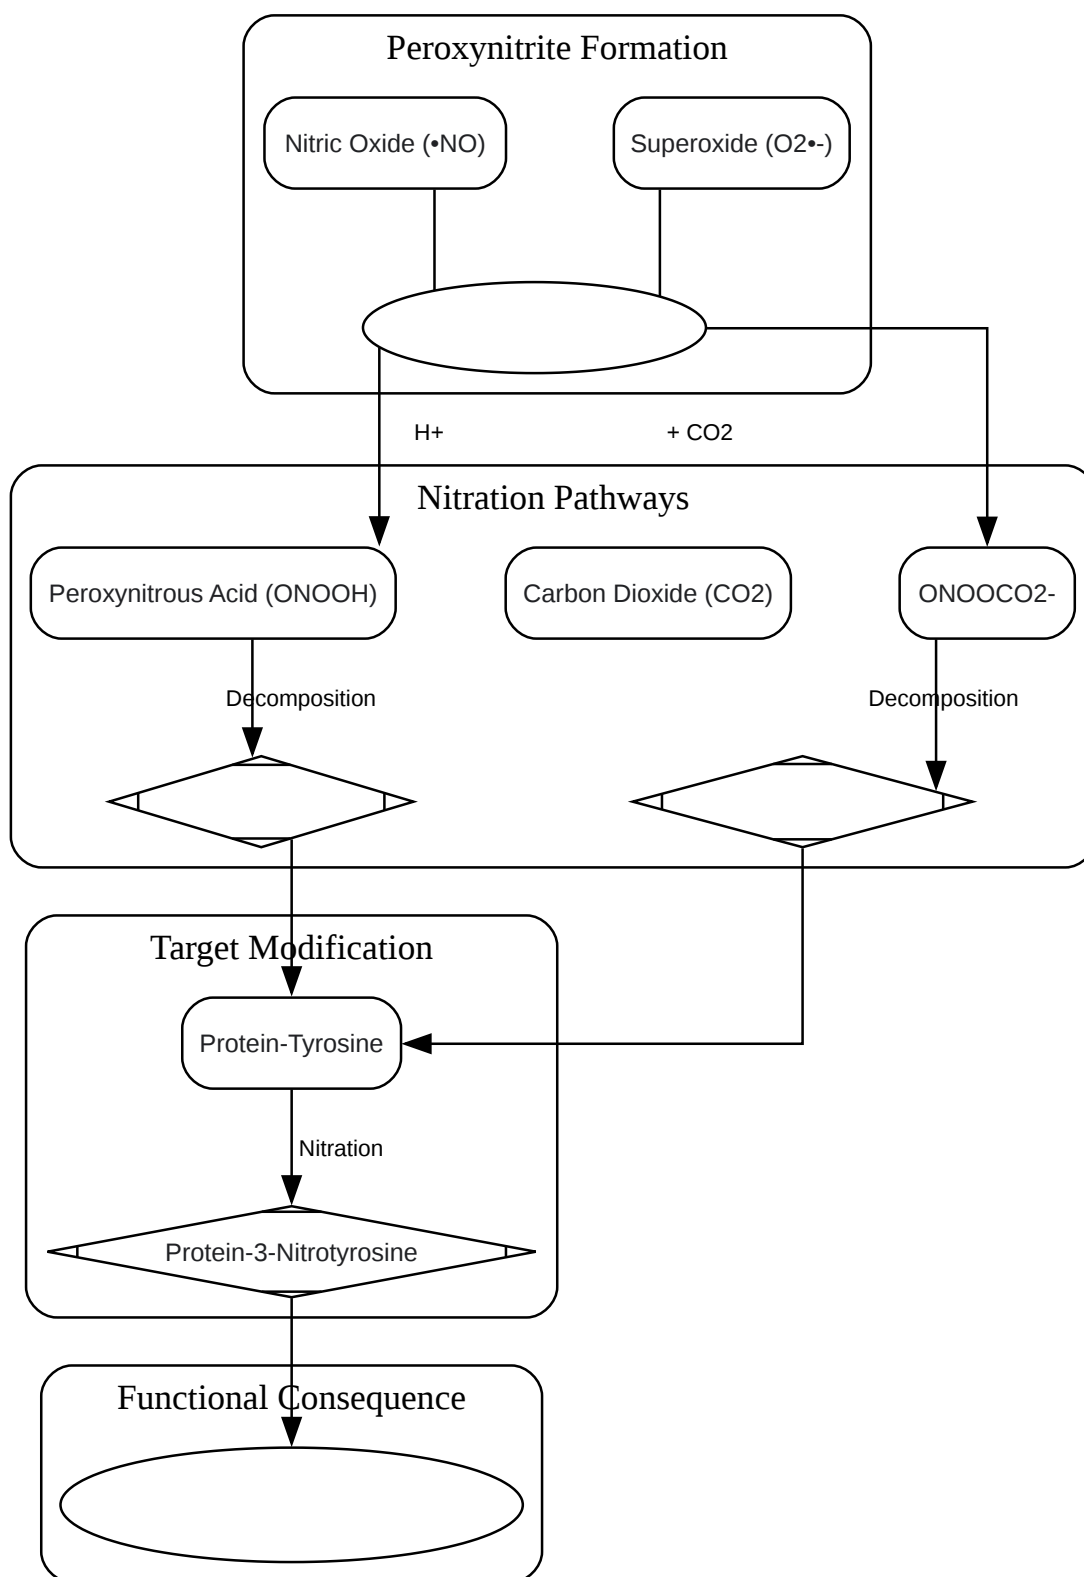 Peroxynitrite Formation
Nitric Oxide (•NO)
Superoxide (O2•-)
H+
+ CO2
Nitration Pathways
Peroxynitrous Acid (ONOOH)
Carbon Dioxide (CO2)
ONOOCO2-
Decomposition
Decomposition
Target Modification
Protein-Tyrosine
Nitration
Protein-3-Nitrotyrosine
Functional Consequence